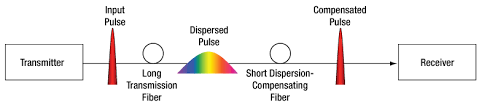 Input
Pulse
Dispersed
Pulse
Compensated
Pulse
Transmitter
Receiver
Long
Transmission
Fiber
Short Dispersion-
Compensating
Fiber